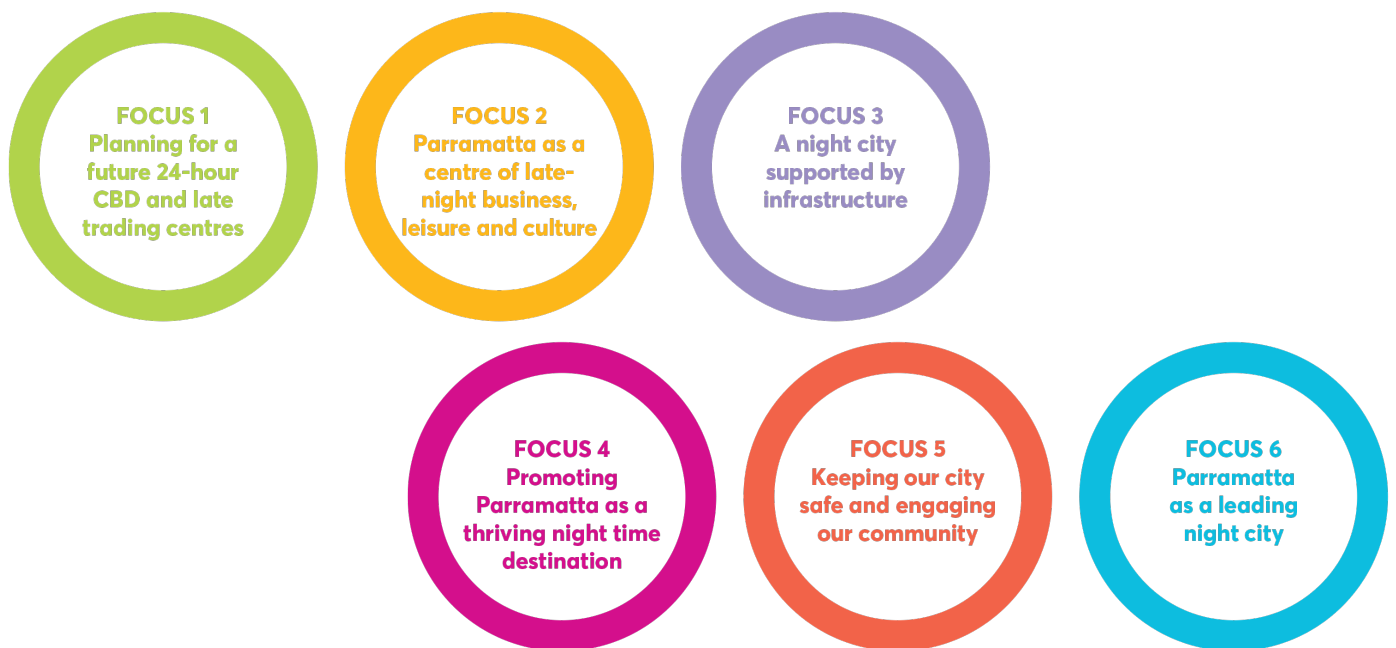 FOCUS 1
Planning for a
future 24-hour
CBD and late
trading centres
FOCUS 2
Parramatta as a
centre of late-
night business,
leisure and culture
FOCUS 3
A night city
supported by
infrastructure
FOCUS 4
Promoting
Parramatta as a
thriving night time
destination
FOCUS 5
Keeping our city
safe and engaging
our community
FOCUS 6
Parramatta
as a leading
night city